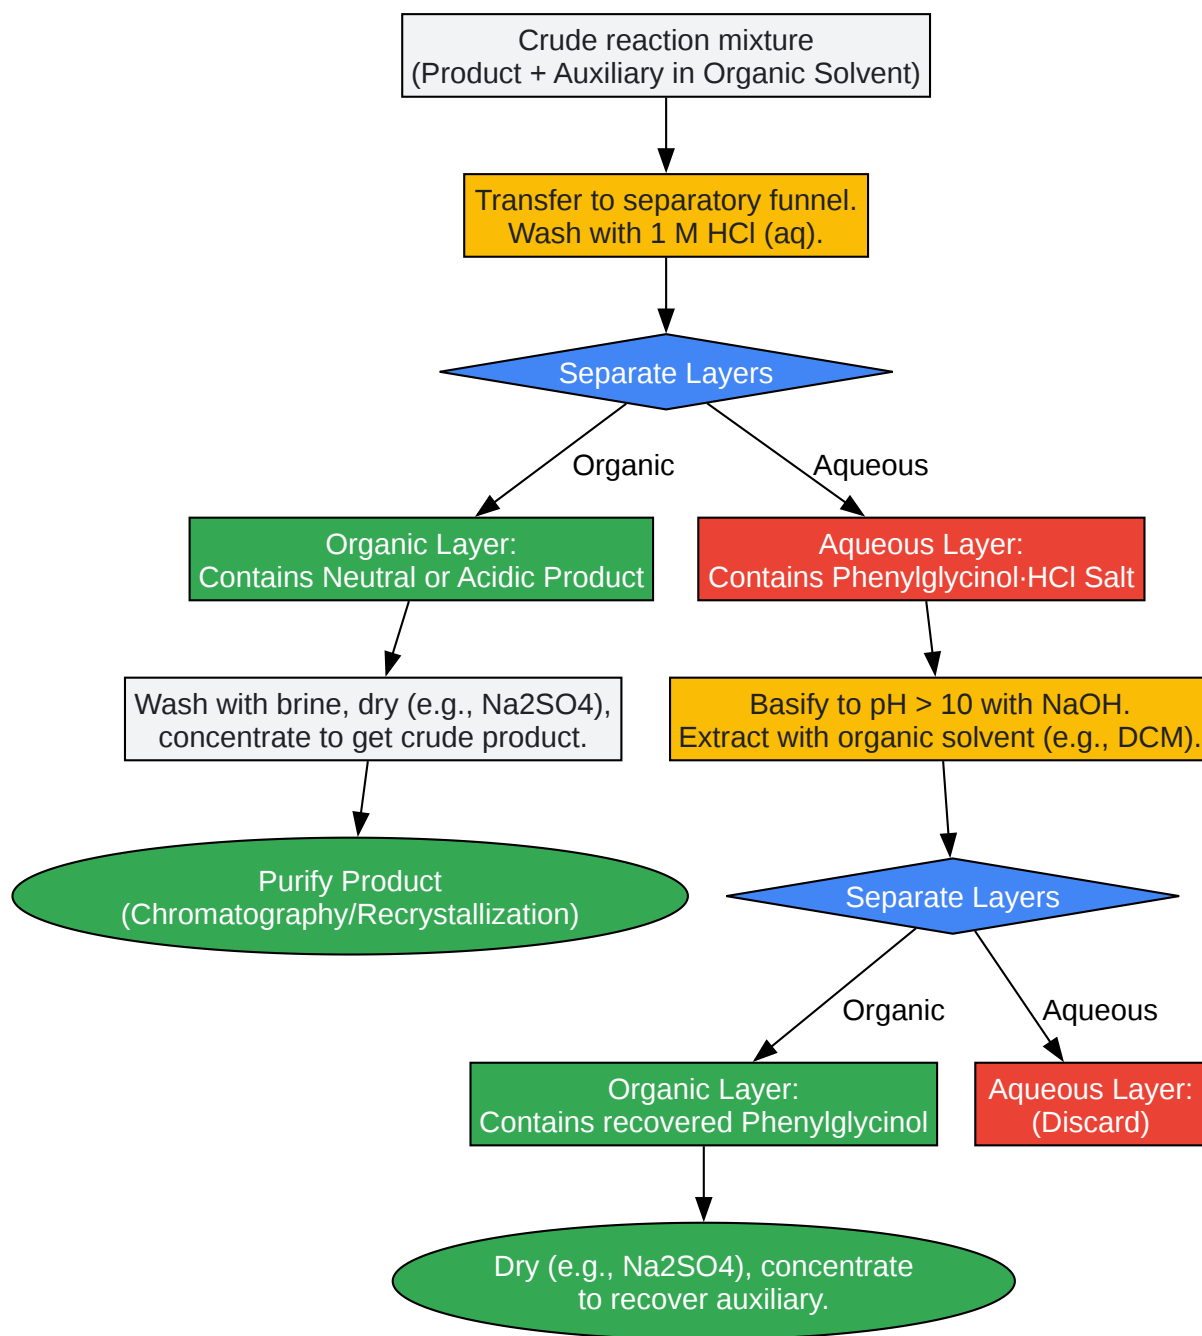 Crude reaction mixture
(Product + Auxiliary in Organic Solvent)
Transfer to separatory funnel.
Wash with 1 M HCl (aq).
Separate Layers
Organic
Aqueous
Organic Layer:
Contains Neutral or Acidic Product
Aqueous Layer:
Contains Phenylglycinol·HCl Salt
Wash with brine, dry (e.g., Na2SO4),
concentrate to get crude product.
Basify to pH > 10 with NaOH.
Extract with organic solvent (e.g., DCM).
Purify Product
(Chromatography/Recrystallization)
Separate Layers
Organic
Aqueous
Organic Layer:
Contains recovered Phenylglycinol
Aqueous Layer:
(Discard)
Dry (e.g., Na2SO4), concentrate
to recover auxiliary.